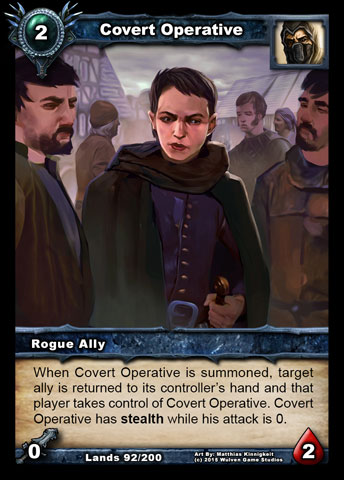 2
Covert Operative
Rogue Ally
When Covert Operative is summoned, target
ally is returned to its controller's hand and that
player takes control of Covert Operative. Covert
Operative has stealth while his attack is 0.
0
Lands 92/200
Art By: Matthias Kinnigkeit
(c) 2015 Wulven Game Studios
2